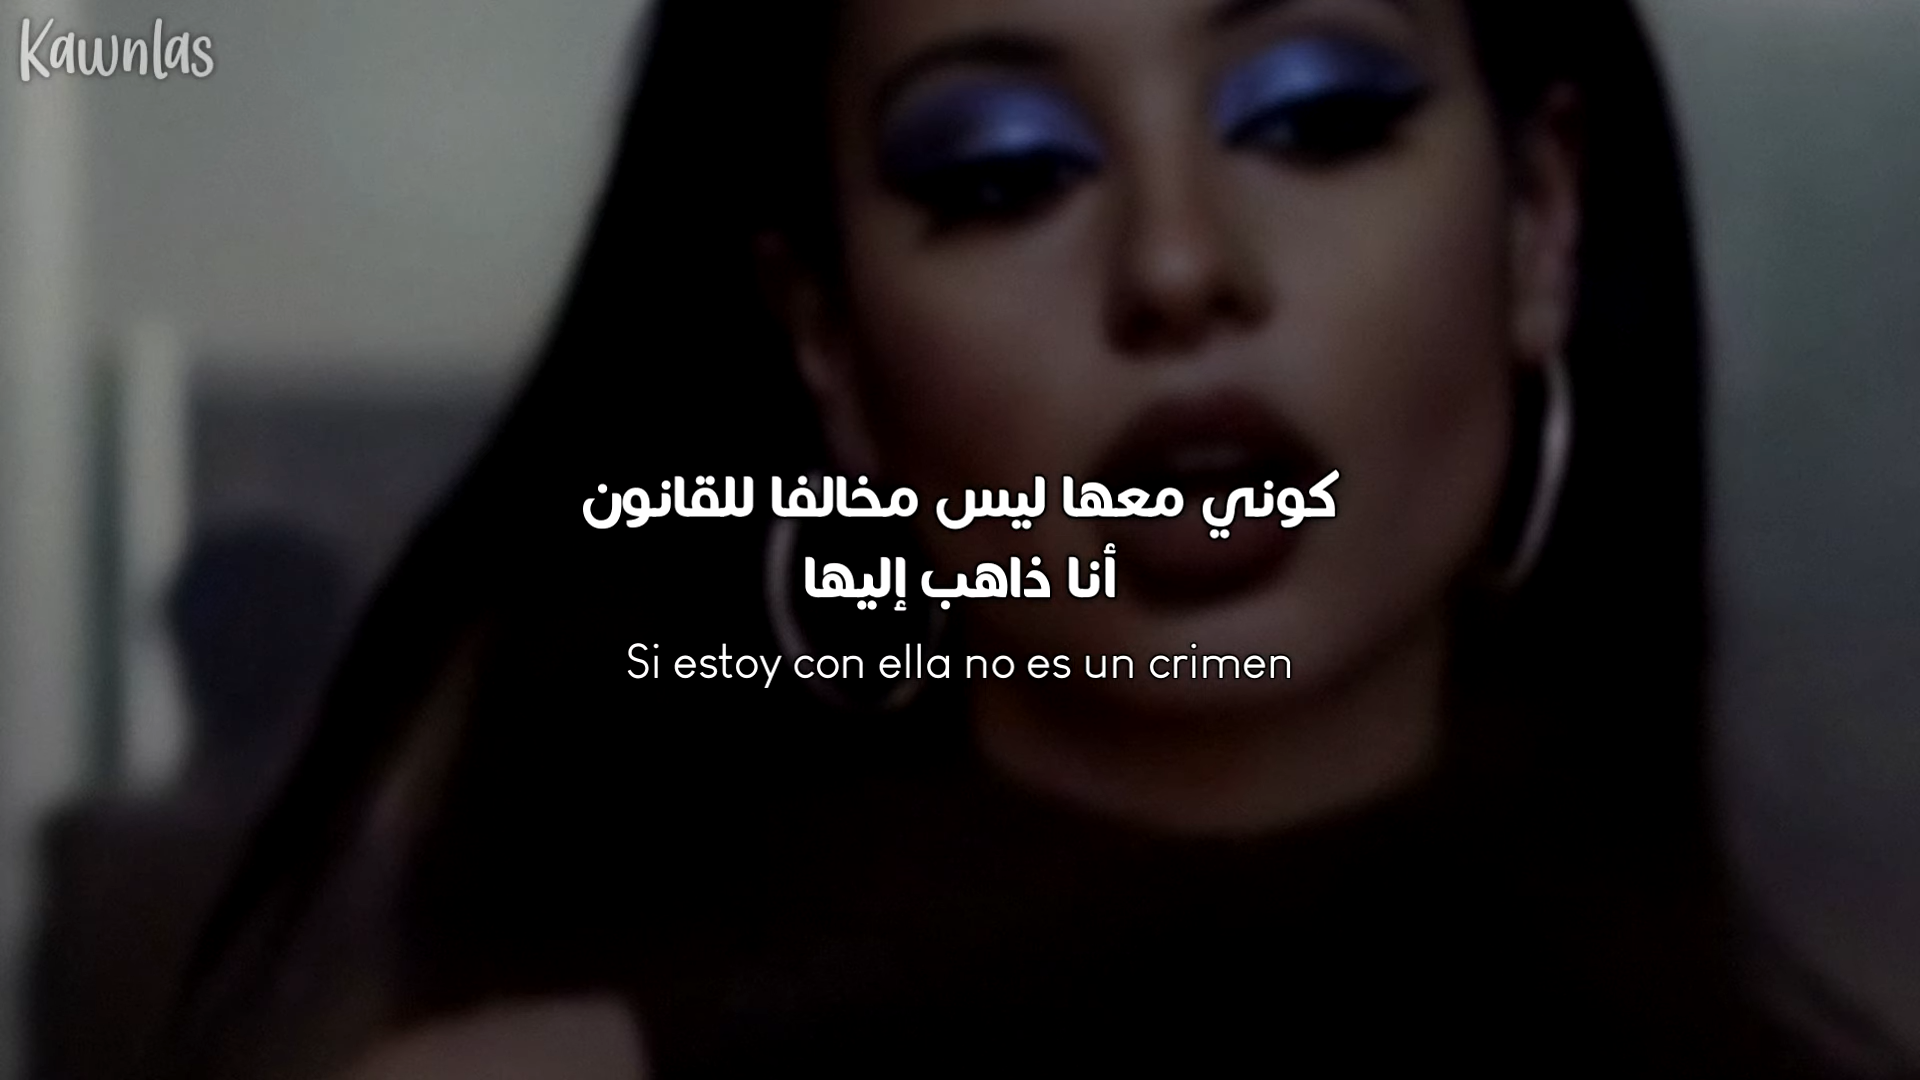 Kawnlas
كوني معها ليس مخالفا للقانون
أنا ذاهب إليها
Si estoy con ella no es un crimen